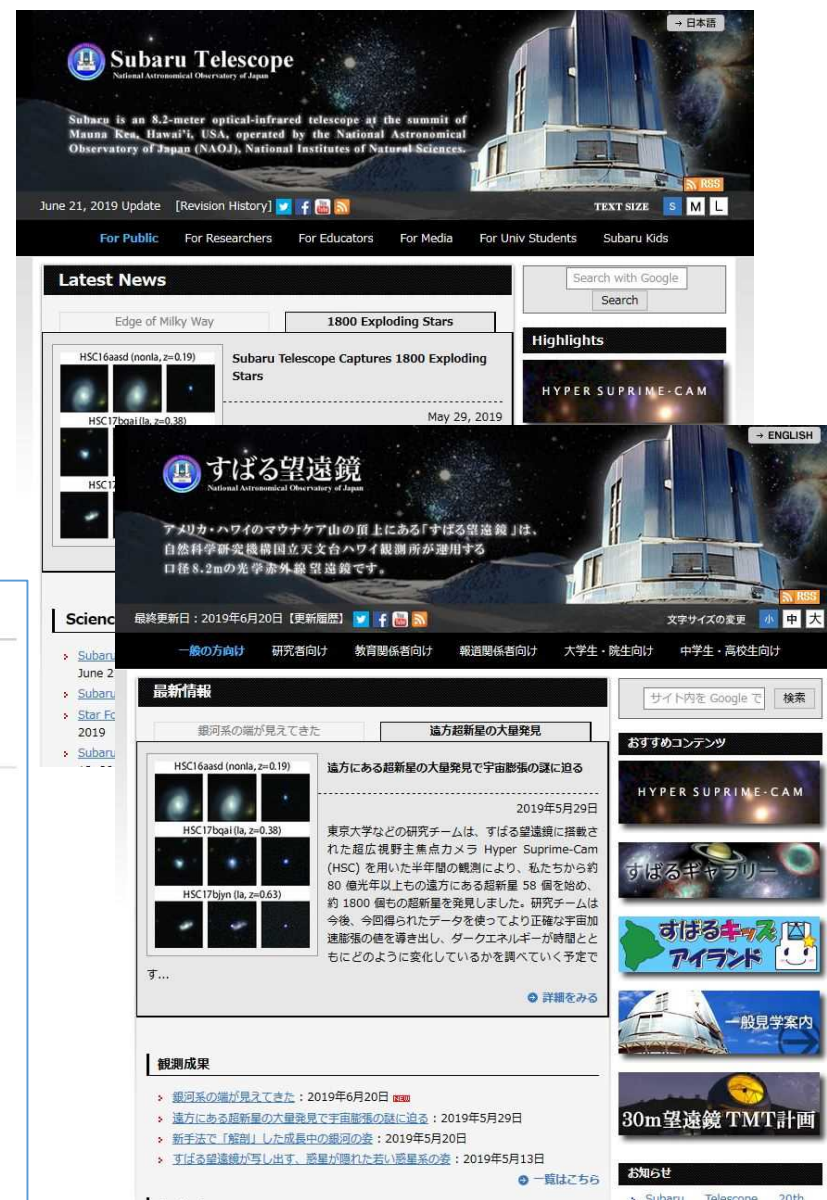 → 日本語
Subaru Telescope
National Astronomical Observatory of Japan
Subaru is an 8.2-meter optical-infrared telescope at the summit of
Mauna Kea, Hawai'i, USA, operated by the National Astronomical
Observatory of Japan (NAOJ), National Institutes of Natural Sciences.
RSS
June 21, 2019 Update [Revision History]
TEXT SIZE S M L
For Public For Researchers For Educators For Media For Univ Students Subaru Kids
Latest News
Search with Google
Search
Edge of Milky Way
1800 Exploding Stars
Highlights
HSC16aasd (nonIa, z=0.19)
Subaru Telescope Captures 1800 Exploding
Stars
HYPER SUPRIME-CAM
May 29, 2019
HSC17bqai (Ia, z=0.38)
HSC17
Scienc
Subaru
June 2
Subaru
Star Fo
2019
Subaru
→ ENGLISH
すばる望遠鏡
National Astronomical Observatory of Japan
アメリカ・ハワイのマウナケア山の頂上にある「すばる望遠鏡」は、
自然科学研究機構国立天文台ハワイ観測所が運用する
口径8.2mの光学赤外線望遠鏡です。
RSS
最終更新日：2019年6月20日【更新履歴】
文字サイズの変更 小 中 大
一般の方向け 研究者向け 教育関係者向け 報道関係者向け 大学生・院生向け 中学生・高校生向け
最新情報
サイト内を Google で 検索
銀河系の端が見えてきた
遠方超新星の大量発見
おすすめコンテンツ
HSC16aasd (nonIa, z=0.19)
遠方にある超新星の大量発見で宇宙膨張の謎に迫る
HYPER SUPRIME-CAM
2019年5月29日
HSC17bqai (Ia, z=0.38)
東京大学などの研究チームは、すばる望遠鏡に搭載さ
れた超広視野主焦点カメラ Hyper Suprime-Cam
(HSC) を用いた半年間の観測により、私たちから約
80 億光年以上もの遠方にある超新星 58 個を始め、
約 1800 個もの超新星を発見しました。研究チームは
今後、今回得られたデータを使ってより正確な宇宙加
速膨張の値を導き出し、ダークエネルギーが時間とと
もにどのように変化しているかを調べていく予定で
す...
HSC17bjyn (Ia, z=0.63)
詳細をみる
すばるギャラリー
すばるキッズ
アイランド
一般見学案内
30m望遠鏡 TMT計画
観測成果
銀河系の端が見えてきた：2019年6月20日 NEW
遠方にある超新星の大量発見で宇宙膨張の謎に迫る：2019年5月29日
新手法で「解剖」した成長中の銀河の姿：2019年5月20日
すばる望遠鏡が写し出す、惑星が隠れた若い惑星系の姿：2019年5月13日
一覧はこちら
お知らせ
Subaru Telescope 20th